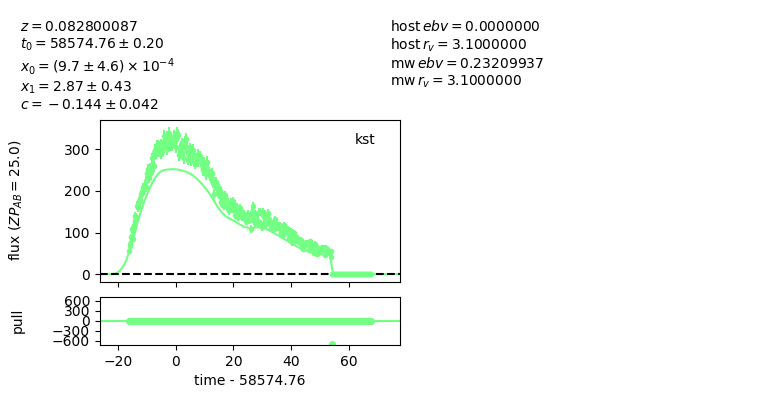 z = 0.082800087
t₀ = 58574.76 ± 0.20
x₀ = (9.7 ± 4.6) × 10⁻⁴
x₁ = 2.87 ± 0.43
c = −0.144 ± 0.042
host ebv = 0.0000000
host r_v = 3.1000000
mw ebv = 0.23209937
mw r_v = 3.1000000
kst
flux (ZP_AB = 25.0)
300
200
100
0
pull
600
300
0
−300
−600
−20 0 20 40 60
time - 58574.76